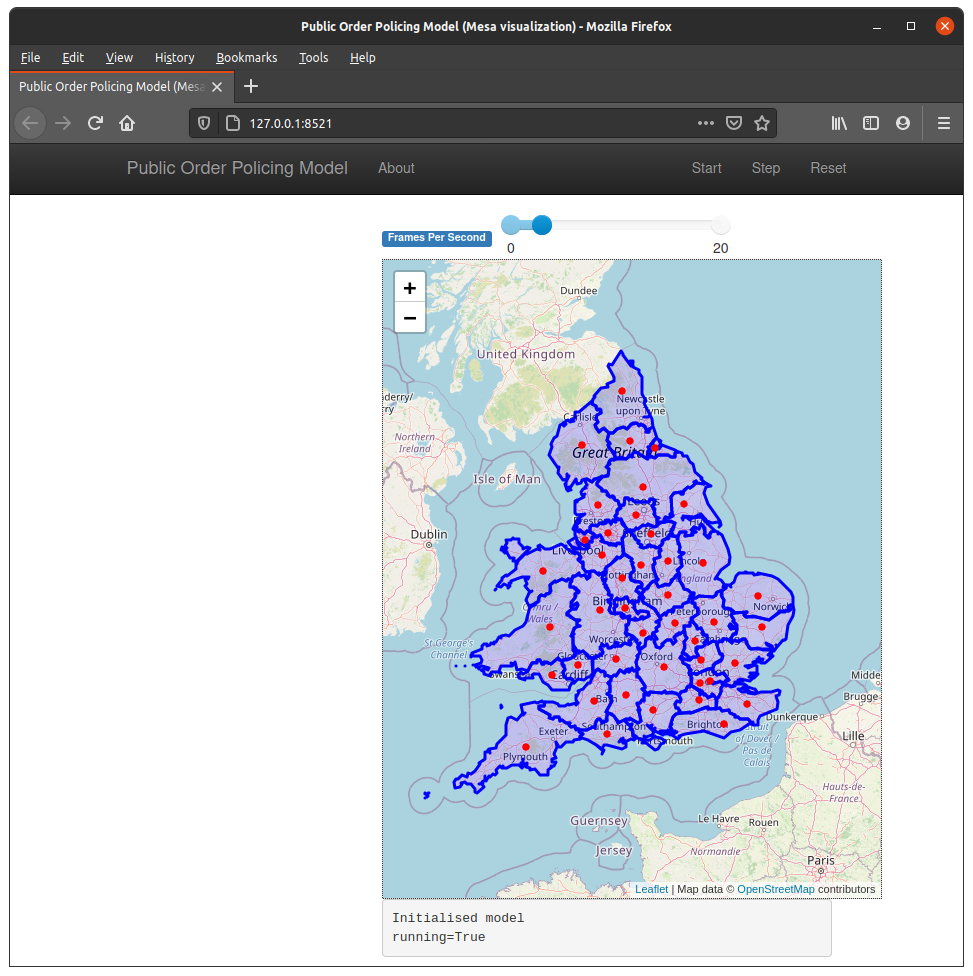 Public Order Policing Model (Mesa visualization) - Mozilla Firefox
File Edit View History Bookmarks Tools Help
Public Order Policing Model (Mesa
127.0.0.1:8521
Public Order Policing Model About Start Step Reset
Frames Per Second
0 20
+
−
Dundee
United Kingdom
Newcastle
upon Tyne
Carlisle
Northern
Ireland
Great Britain
Isle of Man
Leeds
Preston
Sheffield
Dublin
Liverpool
Lincoln
Nottingham
England
Birmingham
Norwich
Peterborough
Cymru /
Wales
Worcester
Cambridge
St George's
Channel
Gloucester
Oxford
London
Swansea
Cardiff
Bath
Midde
Brugge
Dunkerque
Southampton
Brighton
Exeter
Portsmouth
Strait
of Dover /
Pas de
Calais
Lille
Plymouth
Hauts-de-
France
Guernsey
Le Havre
Rouen
Jersey
Normandie
Paris
Leaflet | Map data © OpenStreetMap contributors
Initialised model
running=True